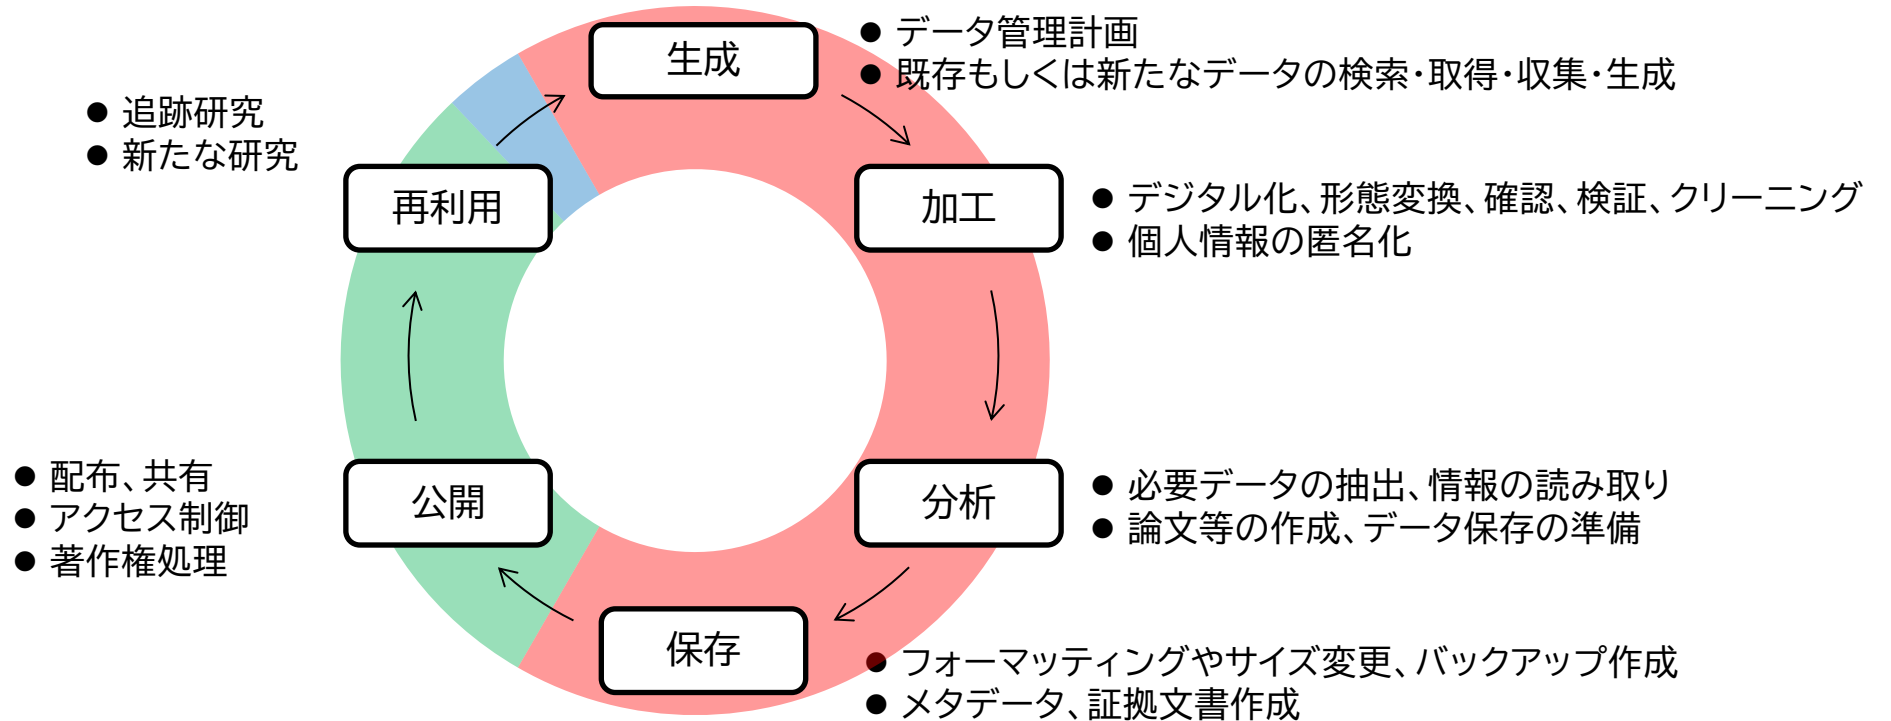 生成
● データ管理計画
● 既存もしくは新たなデータの検索・取得・収集・生成
加工
● デジタル化、形態変換、確認、検証、クリーニング
● 個人情報の匿名化
分析
● 必要データの抽出、情報の読み取り
● 論文等の作成、データ保存の準備
保存
● フォーマッティングやサイズ変更、バックアップ作成
● メタデータ、証拠文書作成
公開
● 配布、共有
● アクセス制御
● 著作権処理
再利用
● 追跡研究
● 新たな研究